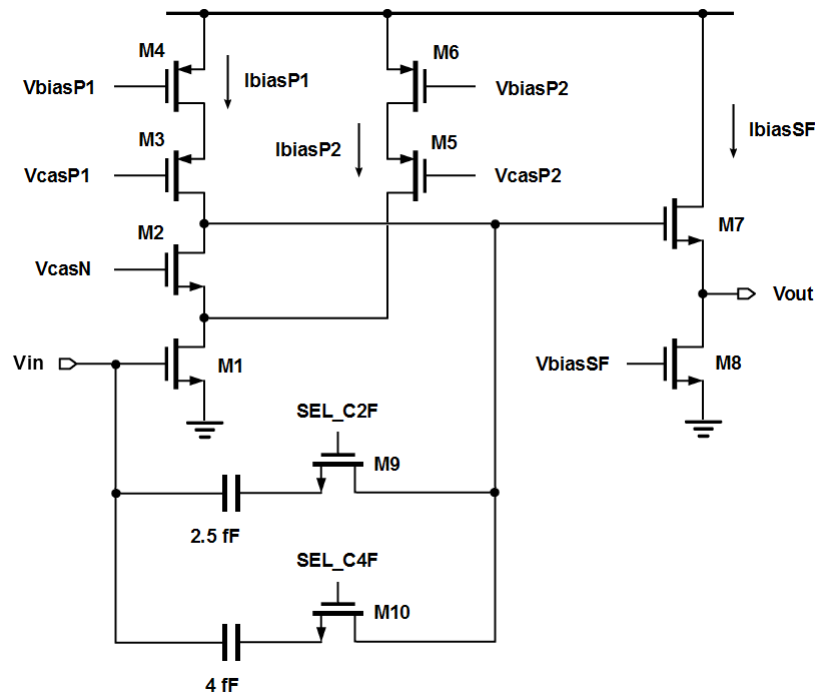 M4
M6
VbiasP1
IbiasP1
VbiasP2
IbiasSF
M3
IbiasP2
M5
VcasP1
VcasP2
M2
M7
VcasN
Vout
Vin
M1
VbiasSF
M8
SEL_C2F
M9
2.5 fF
SEL_C4F
M10
4 fF